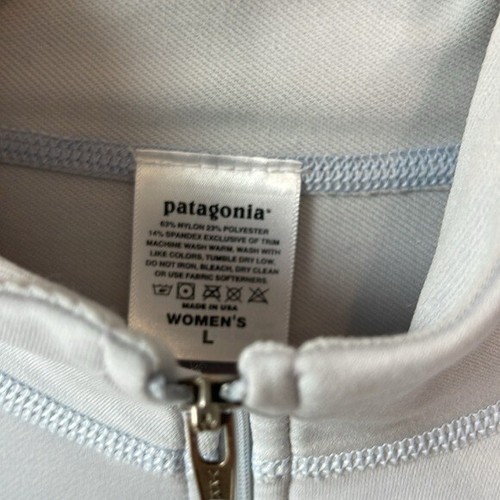 patagonia®
63% NYLON 23% POLYESTER
14% SPANDEX EXCLUSIVE OF TRIM
MACHINE WASH WARM. WASH WITH
LIKE COLORS, TUMBLE DRY LOW.
DO NOT IRON, BLEACH, DRY CLEAN
OR USE FABRIC SOFTERNERS.
MADE IN USA
WOMEN'S
L